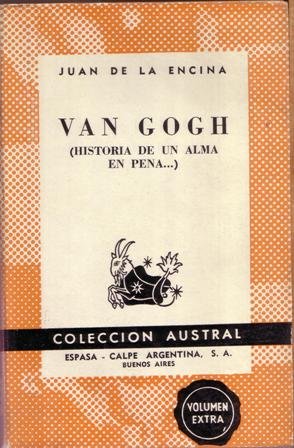 JUAN DE LA ENCINA
VAN GOGH
(HISTORIA DE UN ALMA
EN PENA...)
COLECCION AUSTRAL
ESPASA - CALPE ARGENTINA, S. A.
BUENOS AIRES
VOLUMEN
EXTRA